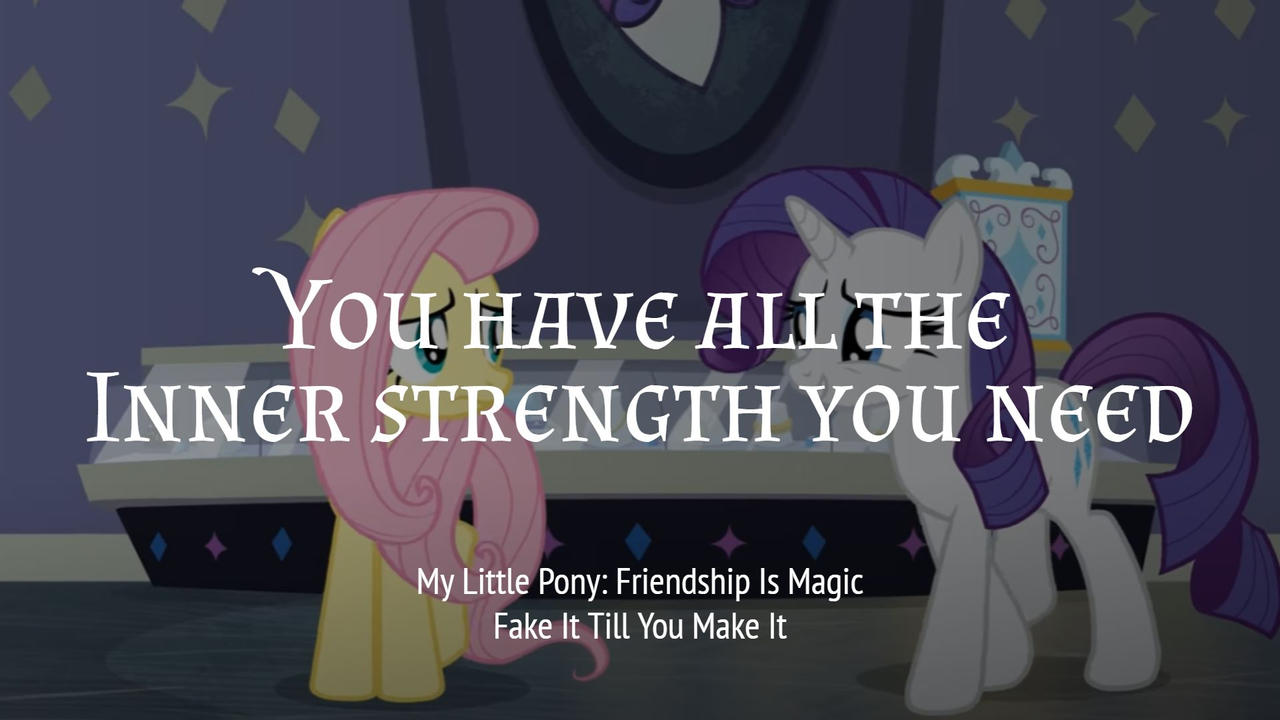 You have all the
Inner strength you need
My Little Pony: Friendship Is Magic
Fake It Till You Make It